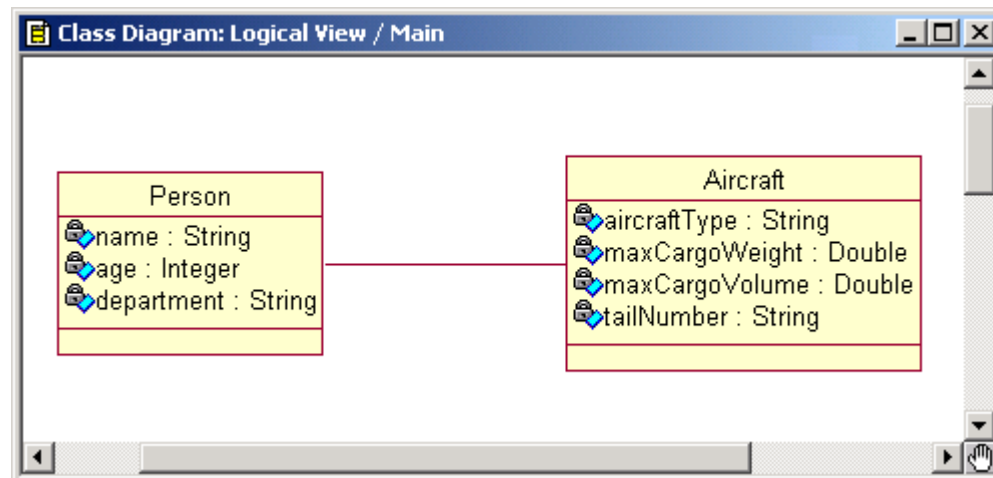 Class Diagram: Logical View / Main
Person
name : String
age : Integer
department : String
Aircraft
aircraftType : String
maxCargoWeight : Double
maxCargoVolume : Double
tailNumber : String